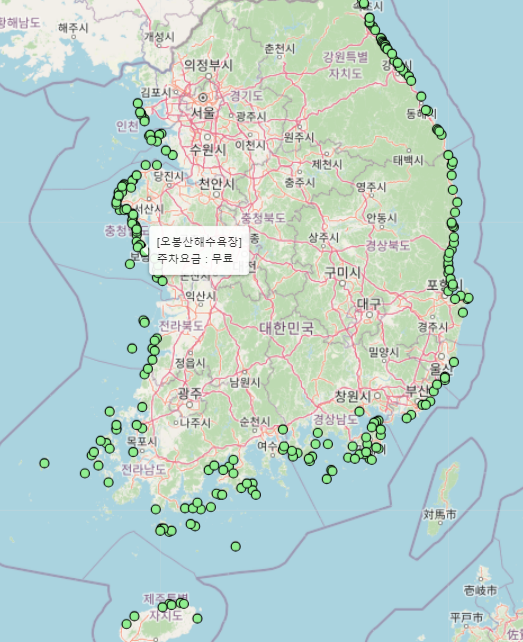 황해남도
해주시
개성시
속초시
춘천시
강원특별
자치도
의정부시
김포시
경기도
서울
광주시
인천
수원시
이천시
원주시
동해시
태백시
제천시
당진시
천안시
충주시
영주시
서산시
충청북도
안동시
[오봉산해수욕장]
주차요금 : 무료
상주시
경상북도
구미시
포항시
익산시
대구
경주시
전라북도
대한민국
밀양시
정읍시
울산
남원시
광주
창원시
부산
나주시
순천시
경상남도
목포시
여수
전라남도
対馬市
제주특별
자치도
壱岐市
平戸市